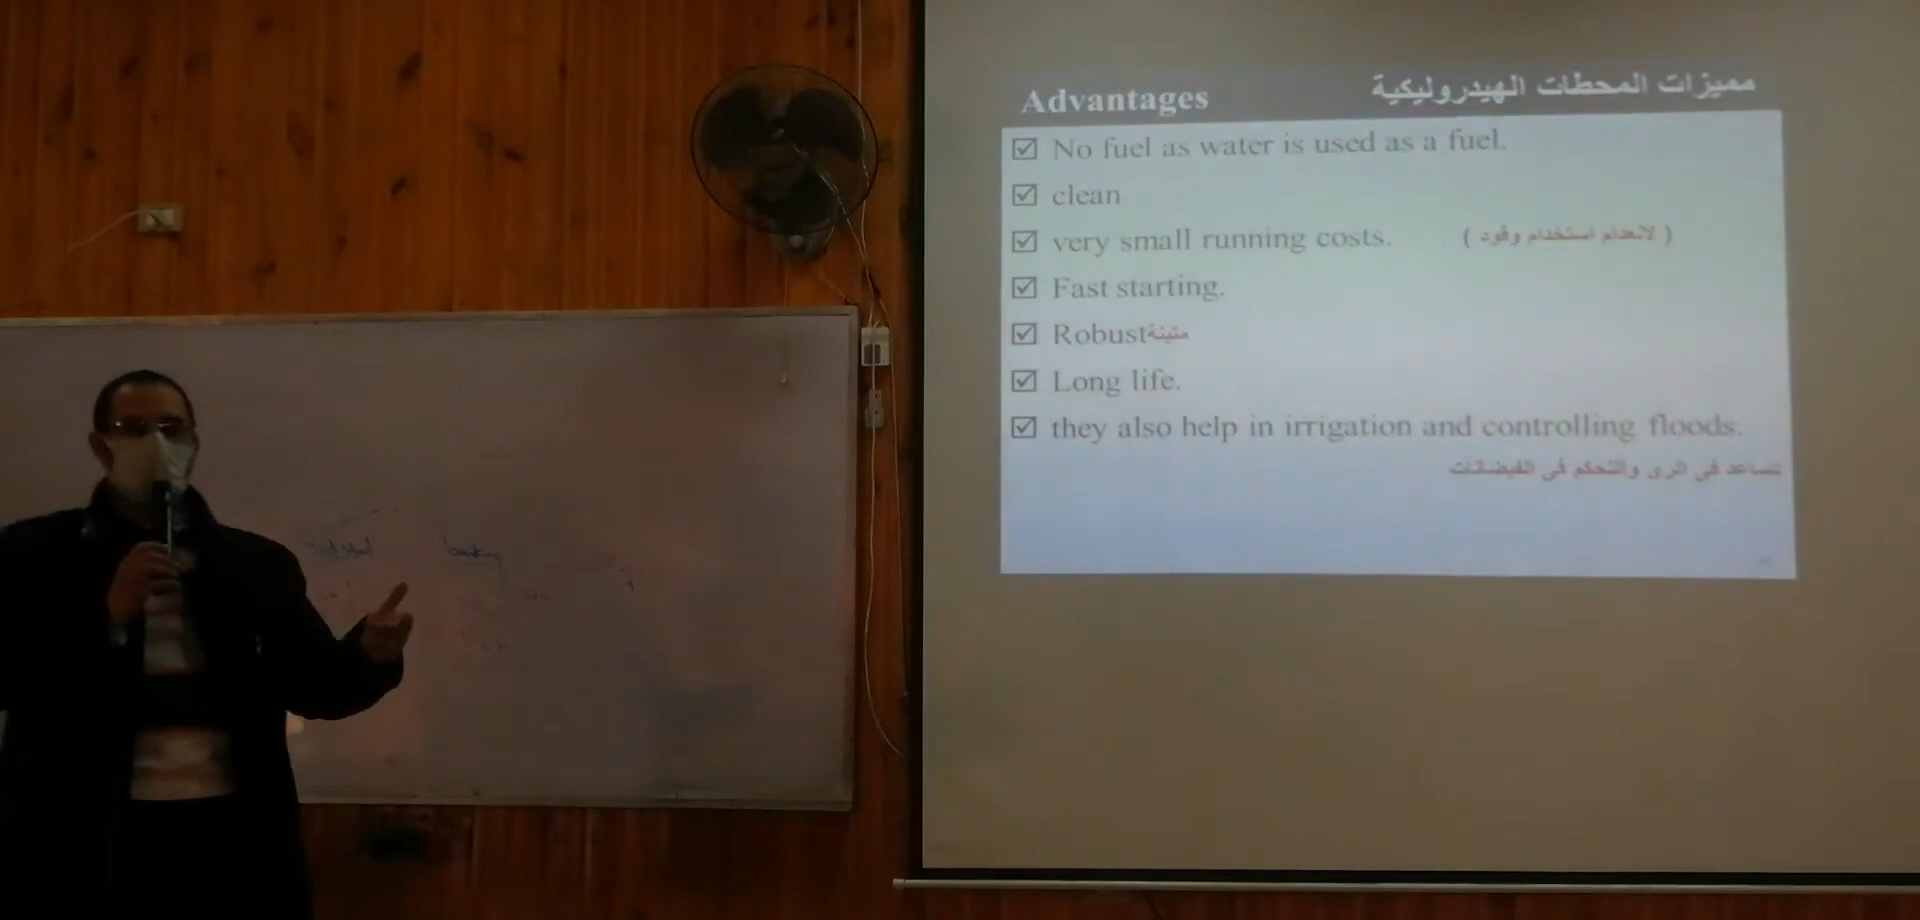 Advantages مميزات المحطات الهيدروليكية
☑ No fuel as water is used as a fuel.
☑ clean
☑ very small running costs. ( لانعدام استخدام وقود )
☑ Fast starting.
☑ Robust متينة
☑ Long life.
☑ they also help in irrigation and controlling floods.
تساعد فى الرى والتحكم فى الفيضانات